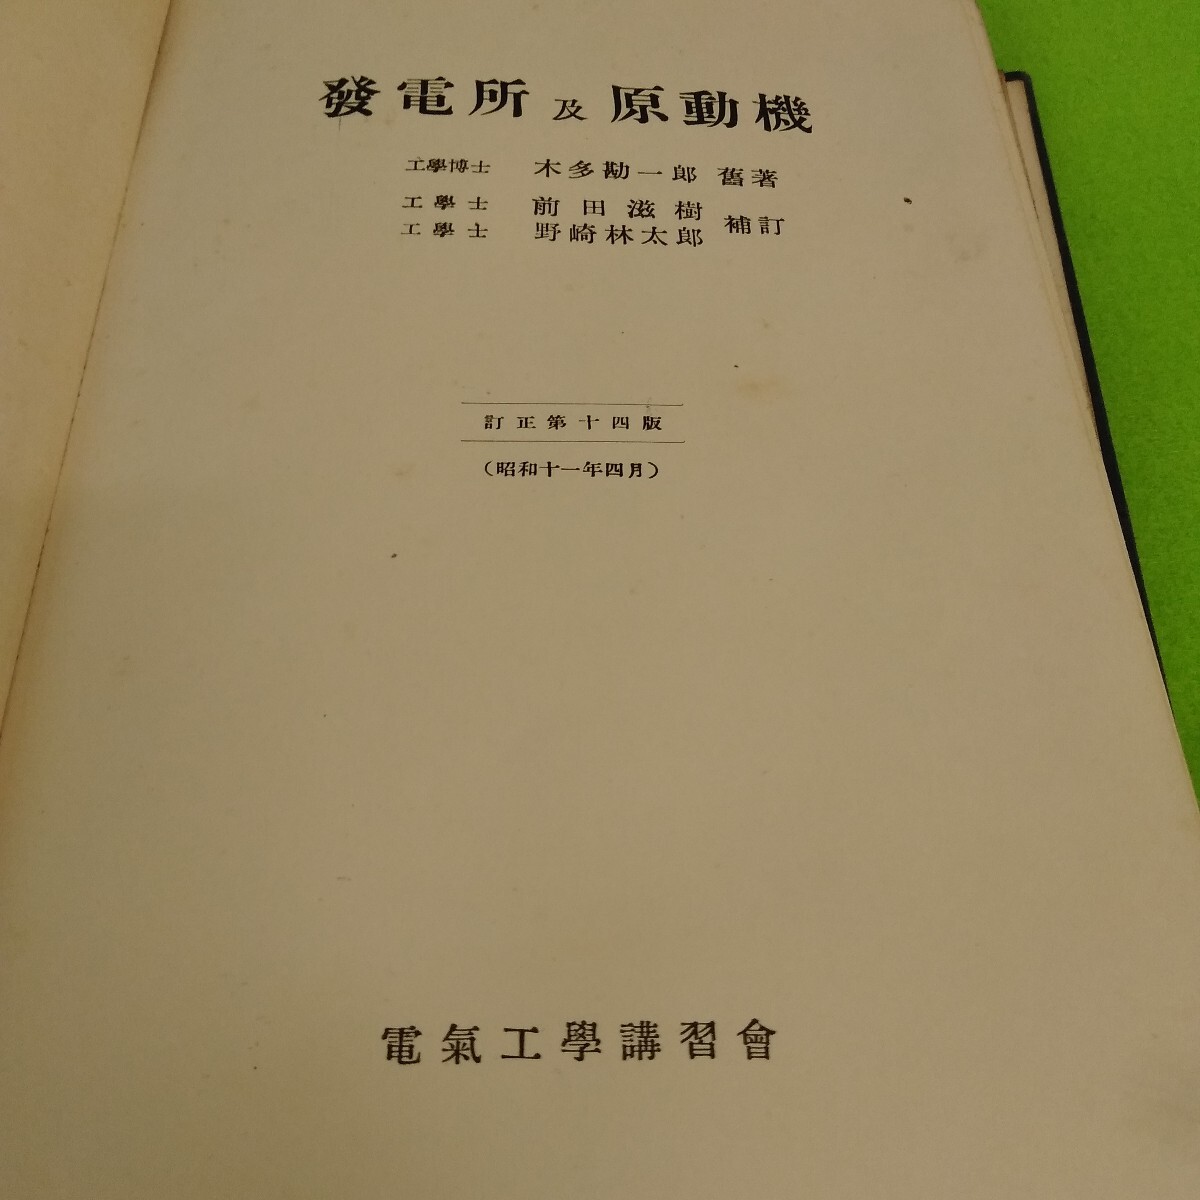 發電所及原動機
工學博士 木多勘一郎 舊著
工學士 前田滋樹
工學士 野崎林太郎 補訂
訂正第十四版
(昭和十一年四月)
電氣工學講習會